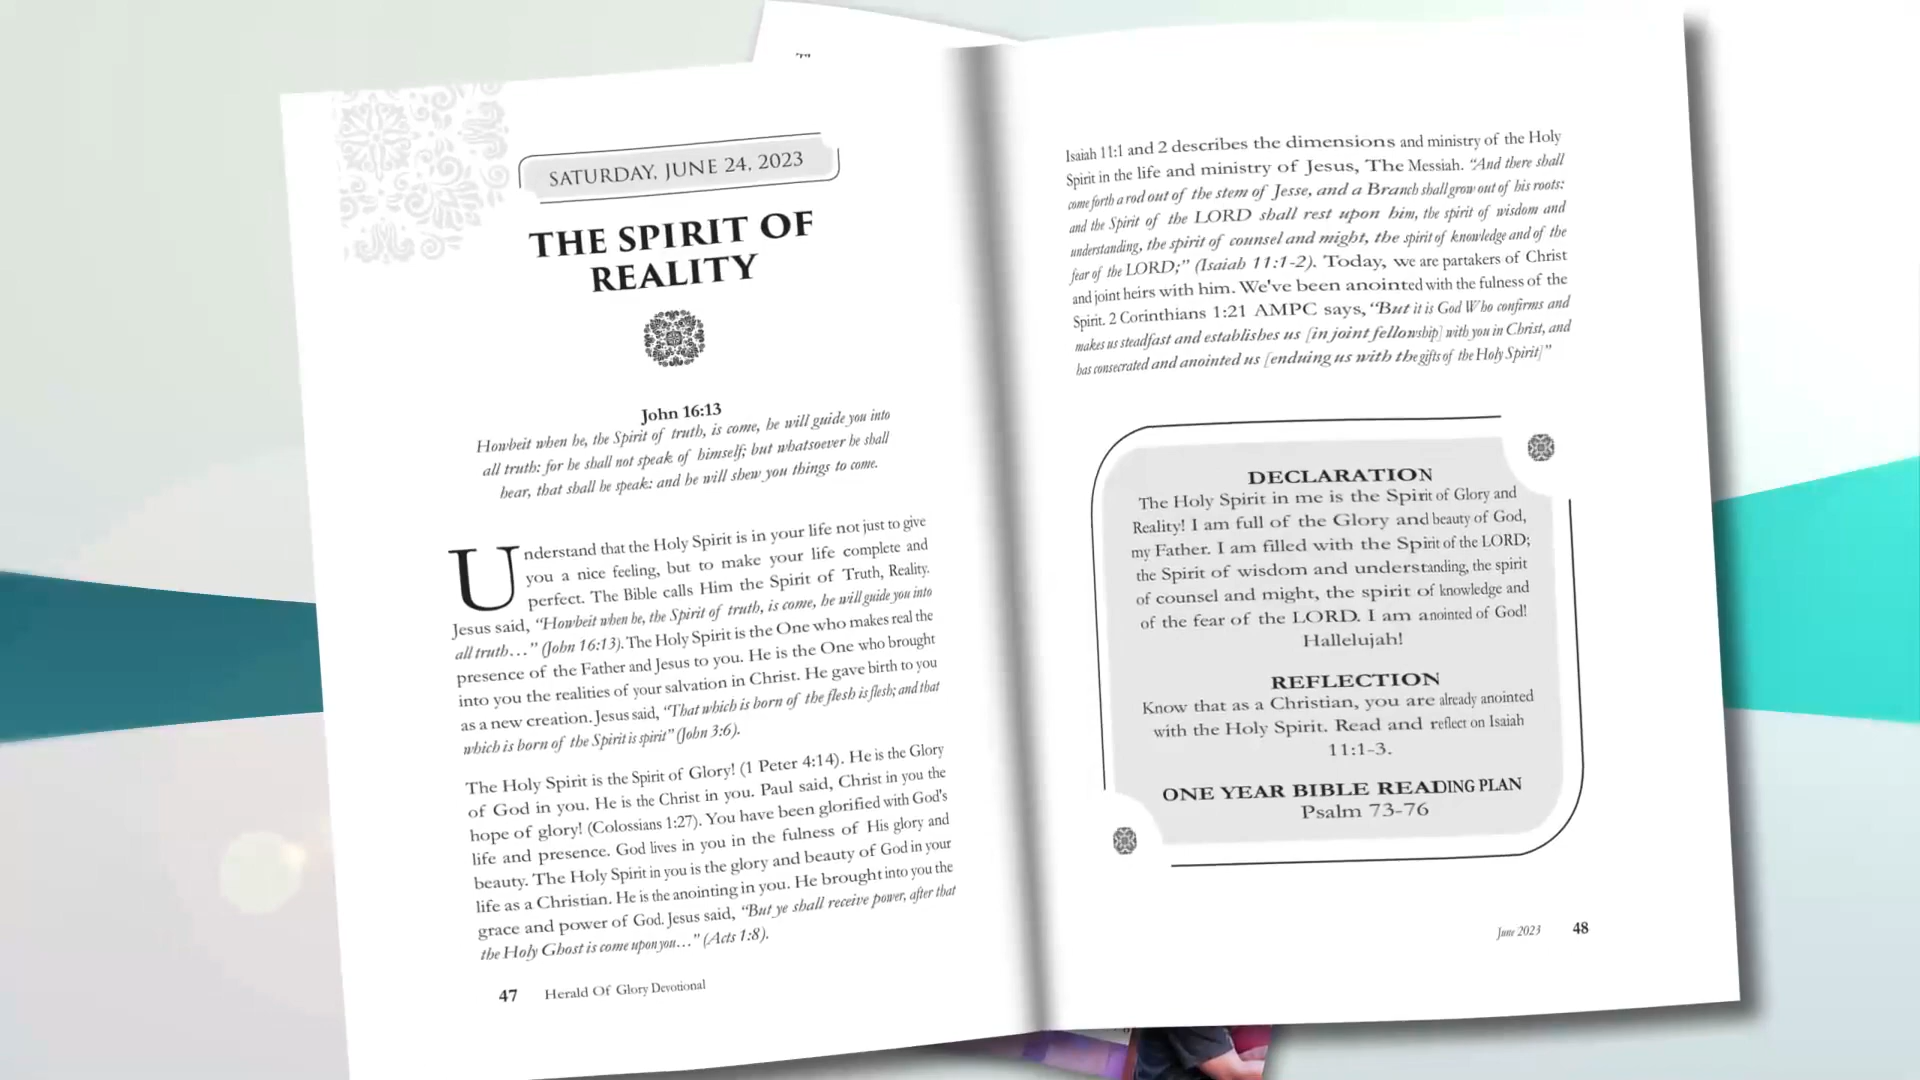 SATURDAY, JUNE 24, 2023
THE SPIRIT OF
REALITY
John 16:13
Howbeit when he, the Spirit of truth, is come, he will guide you into
all truth: for he shall not speak of himself; but whatsoever he shall
hear, that shall he speak: and he will shew you things to come.
Understand that the Holy Spirit is in your life not just to give
you a nice feeling, but to make your life complete and
perfect. The Bible calls Him the Spirit of Truth, Reality.
Jesus said, “Howbeit when he, the Spirit of truth, is come, he will guide you into
all truth…” (John 16:13). The Holy Spirit is the One who makes real the
presence of the Father and Jesus to you. He is the One who brought
into you the realities of your salvation in Christ. He gave birth to you
as a new creation. Jesus said, “That which is born of the flesh is flesh; and that
which is born of the Spirit is spirit” (John 3:6).
The Holy Spirit is the Spirit of Glory! (1 Peter 4:14). He is the Glory
of God in you. He is the Christ in you. Paul said, Christ in you the
hope of glory! (Colossians 1:27). You have been glorified with God's
life and presence. God lives in you in the fulness of His glory and
beauty. The Holy Spirit in you is the glory and beauty of God in your
life as a Christian. He is the anointing in you. He brought into you the
grace and power of God. Jesus said, “But ye shall receive power, after that
the Holy Ghost is come upon you…” (Acts 1:8).
47 Herald Of Glory Devotional
Isaiah 11:1 and 2 describes the dimensions and ministry of the Holy
Spirit in the life and ministry of Jesus, The Messiah. “And there shall
come forth a rod out of the stem of Jesse, and a Branch shall grow out of his roots:
and the Spirit of the LORD shall rest upon him, the spirit of wisdom and
understanding, the spirit of counsel and might, the spirit of knowledge and of the
fear of the LORD;” (Isaiah 11:1-2). Today, we are partakers of Christ
and joint heirs with him. We've been anointed with the fulness of the
Spirit. 2 Corinthians 1:21 AMPC says, “But it is God Who confirms and
makes us steadfast and establishes us [in joint fellowship] with you in Christ, and
has consecrated and anointed us [enduing us with the gifts of the Holy Spirit]”
DECLARATION
The Holy Spirit in me is the Spirit of Glory and
Reality! I am full of the Glory and beauty of God,
my Father. I am filled with the Spirit of the LORD;
the Spirit of wisdom and understanding, the spirit
of counsel and might, the spirit of knowledge and
of the fear of the LORD. I am anointed of God!
Hallelujah!
REFLECTION
Know that as a Christian, you are already anointed
with the Holy Spirit. Read and reflect on Isaiah
11:1-3.
ONE YEAR BIBLE READING PLAN
Psalm 73-76
June 2023 48